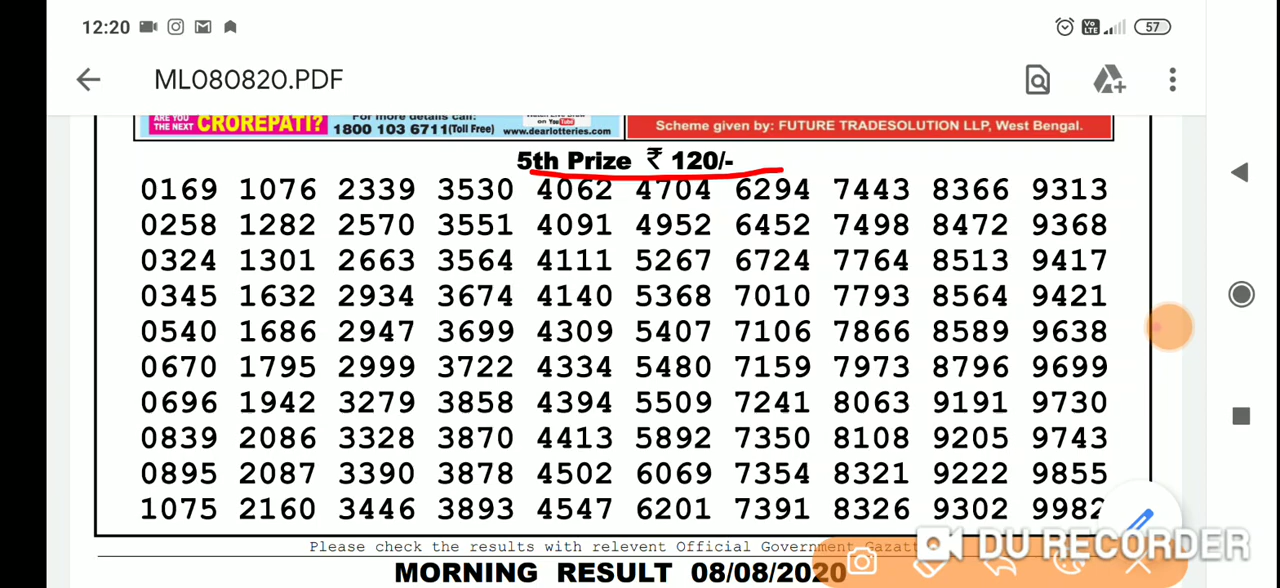 12:20
Vo LTE
57
ML080820.PDF
ARE YOU THE NEXT CROREPATI?
For more details call:
1800 103 6711(Toll Free)
on YouTube
www.dearlotteries.com
Scheme given by: FUTURE TRADESOLUTION LLP, West Bengal.
5th Prize ₹ 120/-
0169 1076 2339 3530 4062 4704 6294 7443 8366 9313
0258 1282 2570 3551 4091 4952 6452 7498 8472 9368
0324 1301 2663 3564 4111 5267 6724 7764 8513 9417
0345 1632 2934 3674 4140 5368 7010 7793 8564 9421
0540 1686 2947 3699 4309 5407 7106 7866 8589 9638
0670 1795 2999 3722 4334 5480 7159 7973 8796 9699
0696 1942 3279 3858 4394 5509 7241 8063 9191 9730
0839 2086 3328 3870 4413 5892 7350 8108 9205 9743
0895 2087 3390 3878 4502 6069 7354 8321 9222 9855
1075 2160 3446 3893 4547 6201 7391 8326 9302 9982
Please check the results with relevent Official Government Gazatt
DU RECORDER
MORNING RESULT 08/08/2020